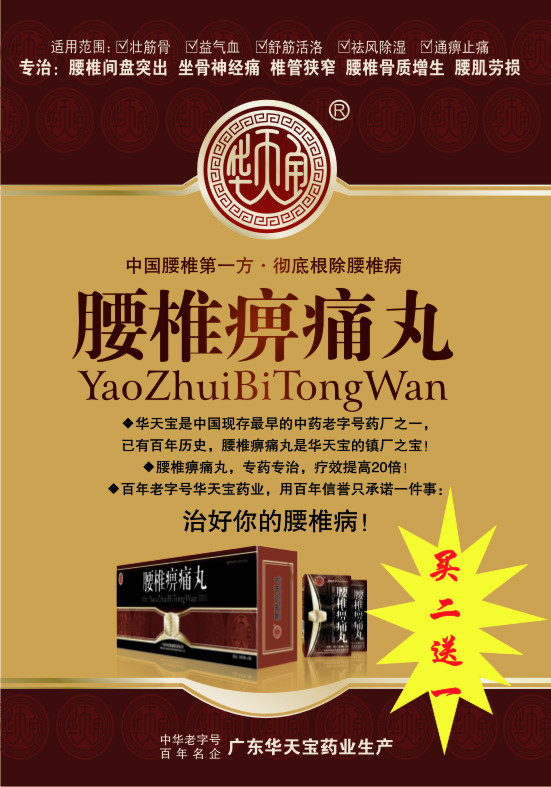 适用范围：☑壮筋骨 ☑益气血 ☑舒筋活洛 ☑祛风除湿 ☑通痹止痛
专治：腰椎间盘突出 坐骨神经痛 椎管狭窄 腰椎骨质增生 腰肌劳损
华天宝
®
中国腰椎第一方·彻底根除腰椎病
腰椎痹痛丸
YaoZhuiBiTongWan
◆华天宝是中国现存最早的中药老字号药厂之一，
已有百年历史，腰椎痹痛丸是华天宝的镇厂之宝！
◆腰椎痹痛丸，专药专治，疗效提高20倍！
◆百年老字号华天宝药业，用百年信誉只承诺一件事：
治好你的腰椎病！
腰椎痹痛丸
YaoZhuiBiTongWan
腰椎痹痛丸
腰椎痹痛丸
买二送一
中华老字号
百年名企
广东华天宝药业生产